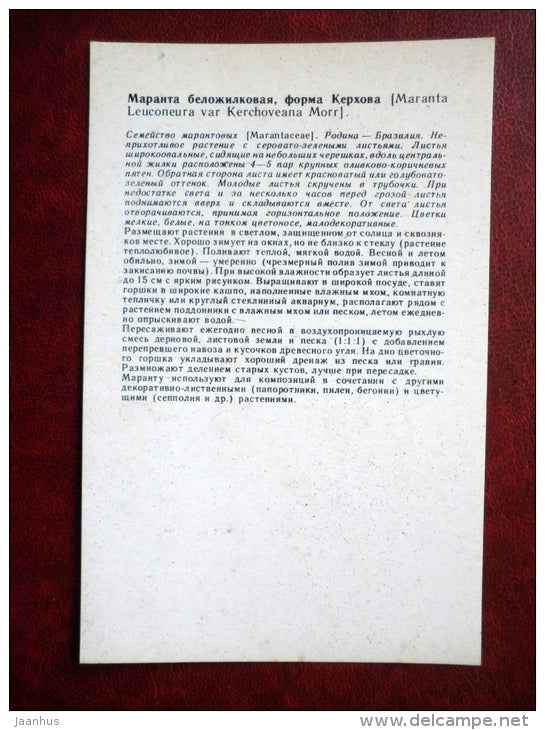 Маранта беложилковая, форма Керхова [Maranta
Leuconeura var Kerchoveana Morr].
Семейство марантовых [Marantaceae]. Родина — Бразилия. Не-
прихотливое растение с серовато-зелеными листьями. Листья
широкоовальные, сидящие на небольших черешках, вдоль централь-
ной жилки расположены 4—5 пар крупных оливково-коричневых
пятен. Обратная сторона листа имеет красноватый или голубовато-
зеленый оттенок. Молодые листья скручены в трубочки. При
недостатке света и за несколько часов перед грозой листья
поднимаются вверх и складываются вместе. От света листья
отворачиваются, принимая горизонтальное положение. Цветки
мелкие, белые, на тонком цветоносе, малодекоративные.
Размещают растения в светлом, защищенном от солнца и сквозня-
ков месте. Хорошо зимует на окнах, но не близко к стеклу (растение
теплолюбивое). Поливают теплой, мягкой водой. Весной и летом
обильно, зимой — умеренно (чрезмерный полив зимой приводит к
закисанию почвы). При высокой влажности образует листья длиной
до 15 см с ярким рисунком. Выращивают в широкой посуде, ставят
горшки в широкие кашпо, наполненные влажным мхом, комнатную
тепличку или круглый стеклянный аквариум, располагают рядом с
растением поддонники с влажным мхом или песком, летом ежеднев-
но опрыскивают водой.
Пересаживают ежегодно весной в воздухопроницаемую рыхлую
смесь дерновой, листовой земли и песка (1:1:1) с добавлением
перепревшего навоза и кусочков древесного угля. На дно цветочно-
го горшка укладывают хороший дренаж из песка или гравия.
Размножают делением старых кустов, лучше при пересадке.
Маранту используют для композиций в сочетании с другими
декоративно-лиственными (папоротники, пилея, бегонии) и цвету-
щими (сепполия и др.) растениями.
jaanhus
www.delcampe.net